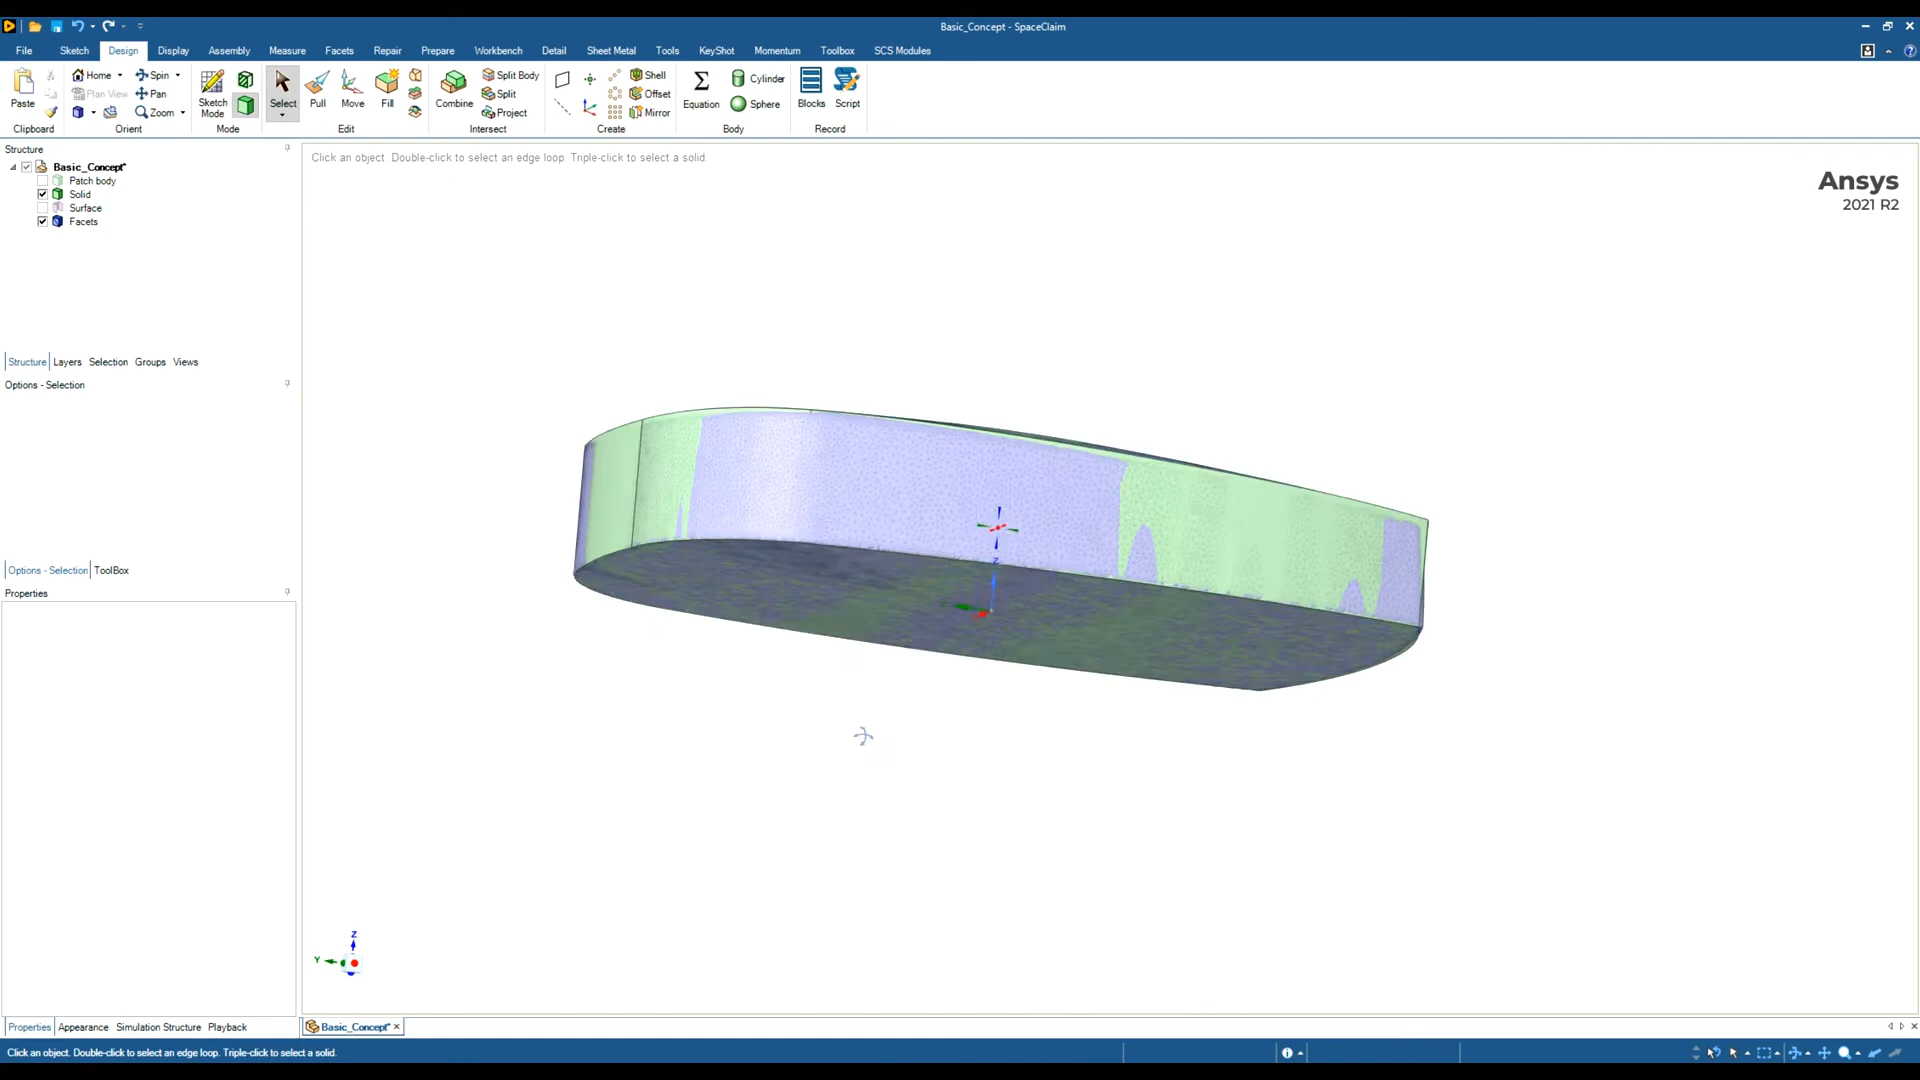 Basic_Concept - SpaceClaim
File Sketch Design Display Assembly Measure Facets Repair Prepare Workbench Detail Sheet Metal Tools KeyShot Momentum Toolbox SCS Modules
Paste
Clipboard
Home Spin
Plan View Pan
Zoom
Orient
Sketch Mode
Mode
Select Pull Move Fill
Edit
Combine
Split Body
Split
Project
Intersect
Shell
Offset
Mirror
Create
Equation
Cylinder
Sphere
Body
Blocks Script
Record
Structure
Basic_Concept*
Patch body
Solid
Surface
Facets
Structure Layers Selection Groups Views
Options - Selection
Options - Selection ToolBox
Properties
Properties Appearance Simulation Structure Playback
Click an object. Double-click to select an edge loop. Triple-click to select a solid.
Ansys
2021 R2
Z
Z
Y
Basic_Concept*
Click an object. Double-click to select an edge loop. Triple-click to select a solid.